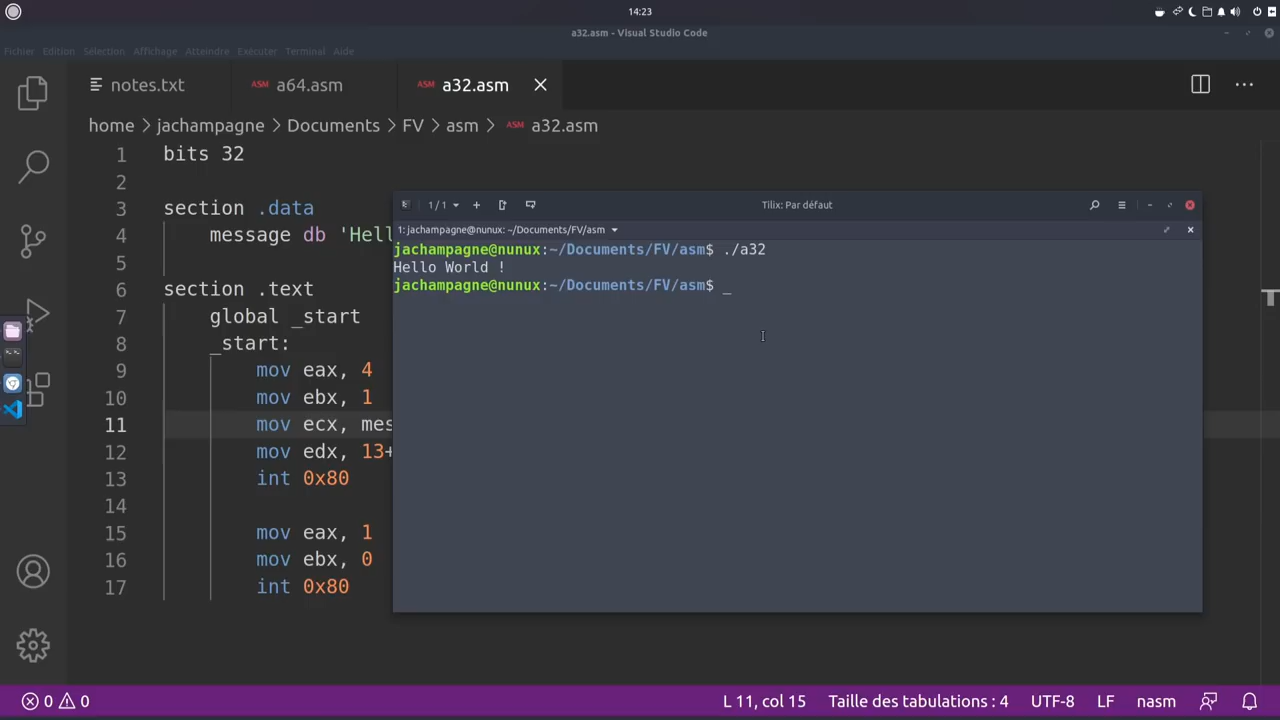 14:23
a32.asm - Visual Studio Code
Fichier Edition Sélection Affichage Atteindre Exécuter Terminal Aide
notes.txt ASM a64.asm ASM a32.asm
home > jachampagne > Documents > FV > asm > ASM a32.asm
1 bits 32
2
3 section .data
4 message db 'Hell
5
6 section .text
7 global _start
8 _start:
9 mov eax, 4
10 mov ebx, 1
11 mov ecx, mes
12 mov edx, 13+
13 int 0x80
14
15 mov eax, 1
16 mov ebx, 0
17 int 0x80
1 / 1 Tilix: Par défaut
1: jachampagne@nunux: ~/Documents/FV/asm
jachampagne@nunux:~/Documents/FV/asm$ ./a32
Hello World !
jachampagne@nunux:~/Documents/FV/asm$ _
0 0 L 11, col 15 Taille des tabulations : 4 UTF-8 LF nasm